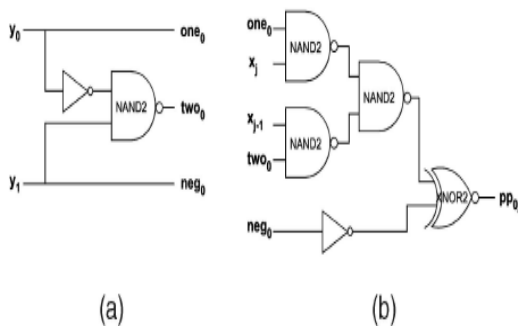 y0
one0
NAND2
two0
y1
neg0
(a)
one0
xj
NAND2
NAND2
xj-1
two0
NAND2
neg0
XNOR2
pp0
(b)